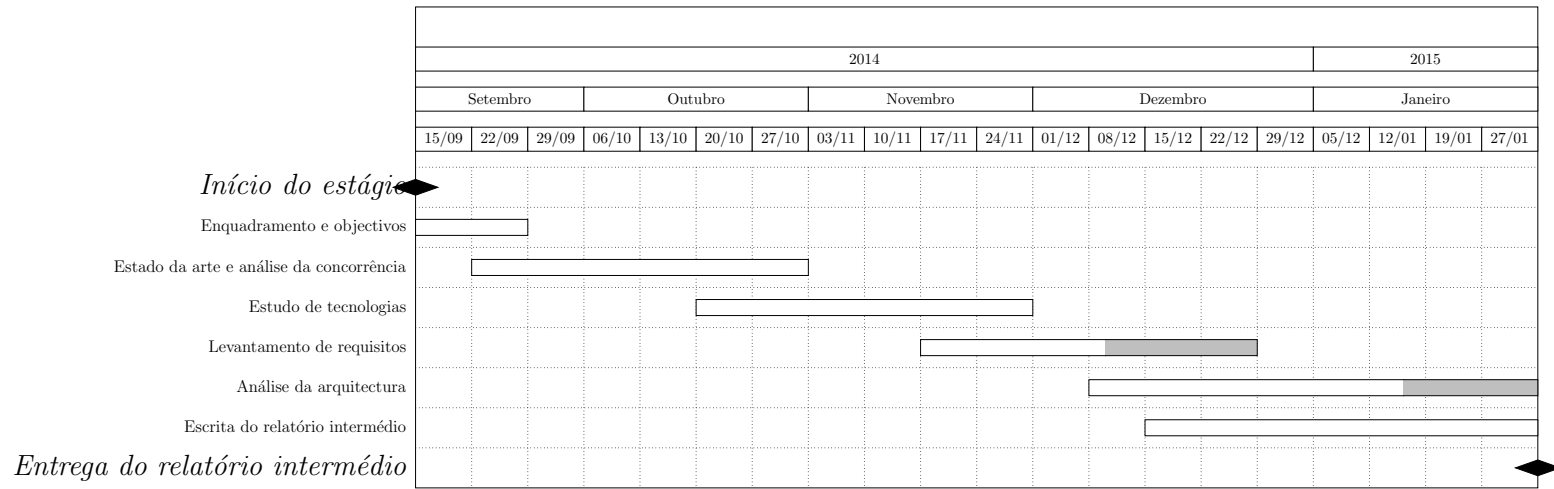 2014 2015
Setembro Outubro Novembro Dezembro Janeiro
15/09 22/09 29/09 06/10 13/10 20/10 27/10 03/11 10/11 17/11 24/11 01/12 08/12 15/12 22/12 29/12 05/12 12/01 19/01 27/01
Início do estágio
Enquadramento e objectivos
Estado da arte e análise da concorrência
Estudo de tecnologias
Levantamento de requisitos
Análise da arquitectura
Escrita do relatório intermédio
Entrega do relatório intermédio